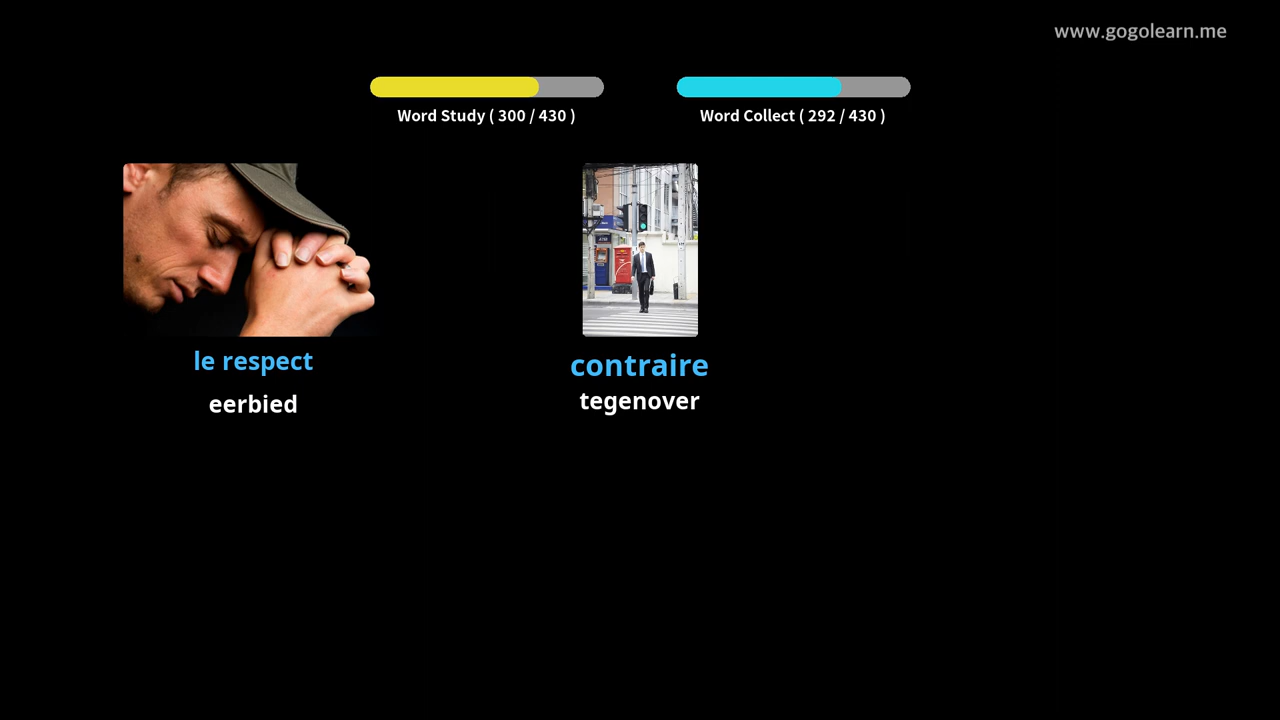 www.gogolearn.me
Word Study ( 300 / 430 )
Word Collect ( 292 / 430 )
le respect
eerbied
contraire
tegenover